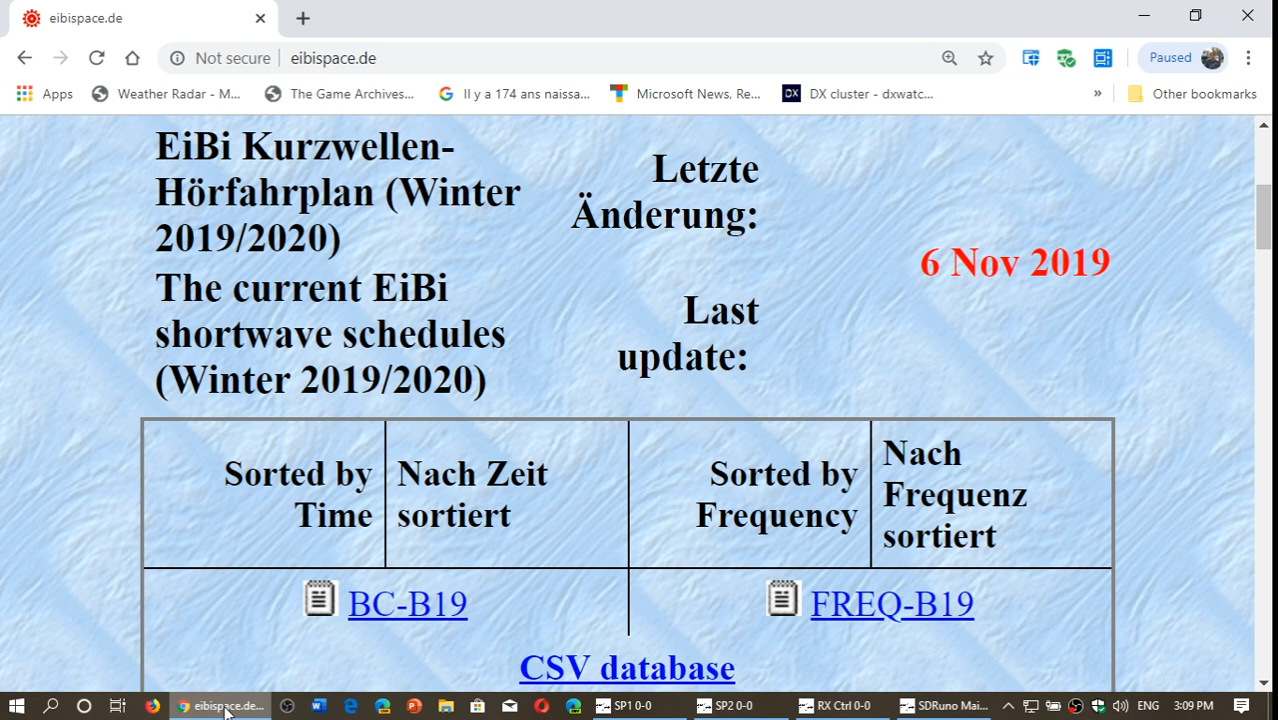 eibispace.de
Not secure
eibispace.de
Paused
Apps
Weather Radar - M...
The Game Archives...
Il y a 174 ans naissa...
Microsoft News, Re...
DX
DX cluster - dxwatc...
»
Other bookmarks
EiBi Kurzwellen-
Hörfahrplan (Winter
2019/2020)
The current EiBi
shortwave schedules
(Winter 2019/2020)
Letzte
Änderung:
Last
update:
6 Nov 2019
Sorted by
Time
Nach Zeit
sortiert
Sorted by
Frequency
Nach
Frequenz
sortiert
BC-B19
FREQ-B19
CSV database
eibispace.de...
SP1 0-0
SP2 0-0
RX Ctrl 0-0
SDRuno Mai...
ENG
3:09 PM